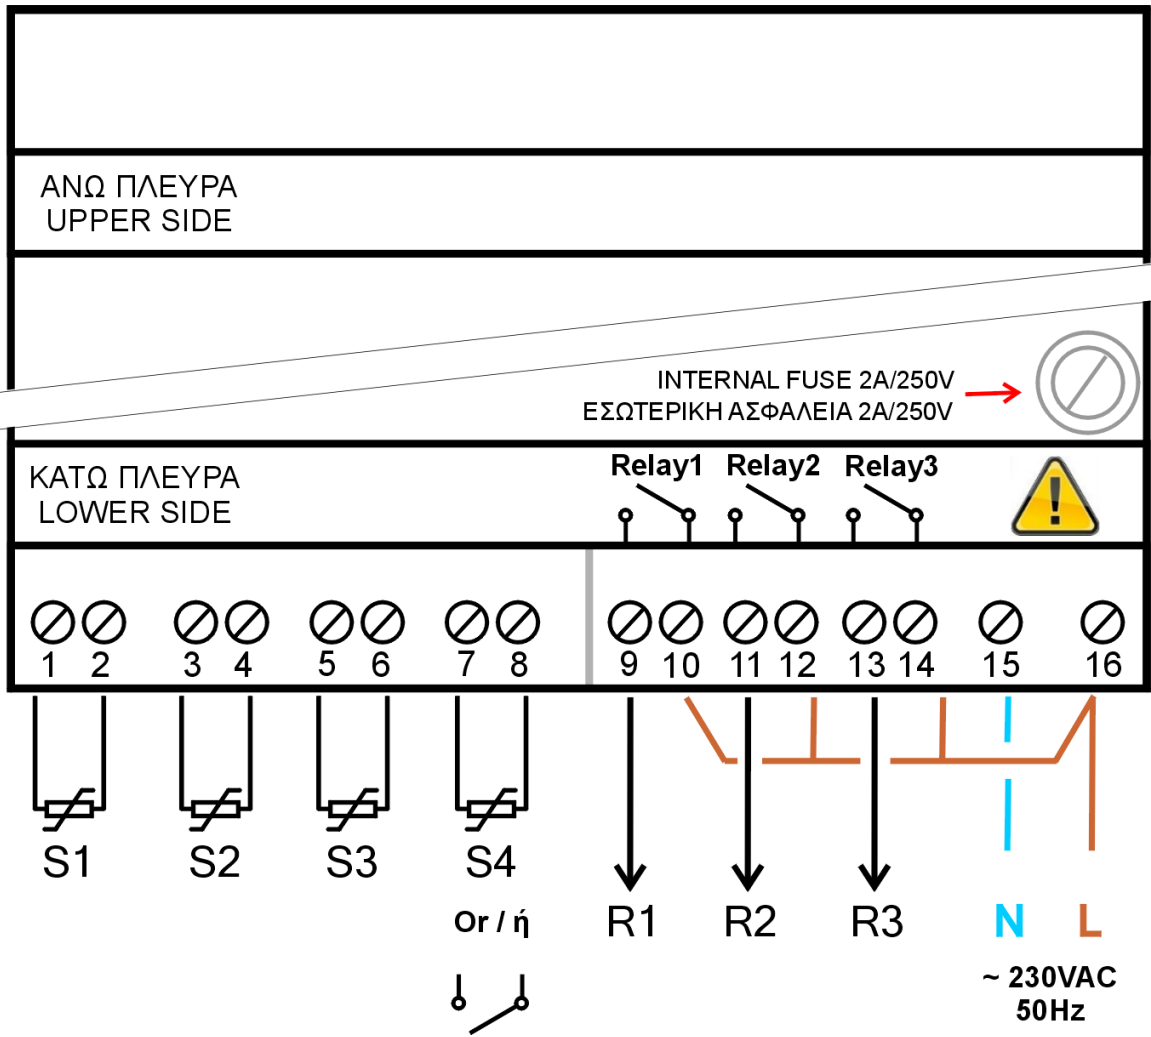 ΑΝΩ ΠΛΕΥΡΑ
UPPER SIDE
INTERNAL FUSE 2A/250V
ΕΣΩΤΕΡΙΚΗ ΑΣΦΑΛΕΙΑ 2A/250V
ΚΑΤΩ ΠΛΕΥΡΑ
LOWER SIDE
Relay1 Relay2 Relay3
1 2 3 4 5 6 7 8 9 10 11 12 13 14 15 16
S1 S2 S3 S4
Or / ή
R1 R2 R3 N L
~ 230VAC
50Hz